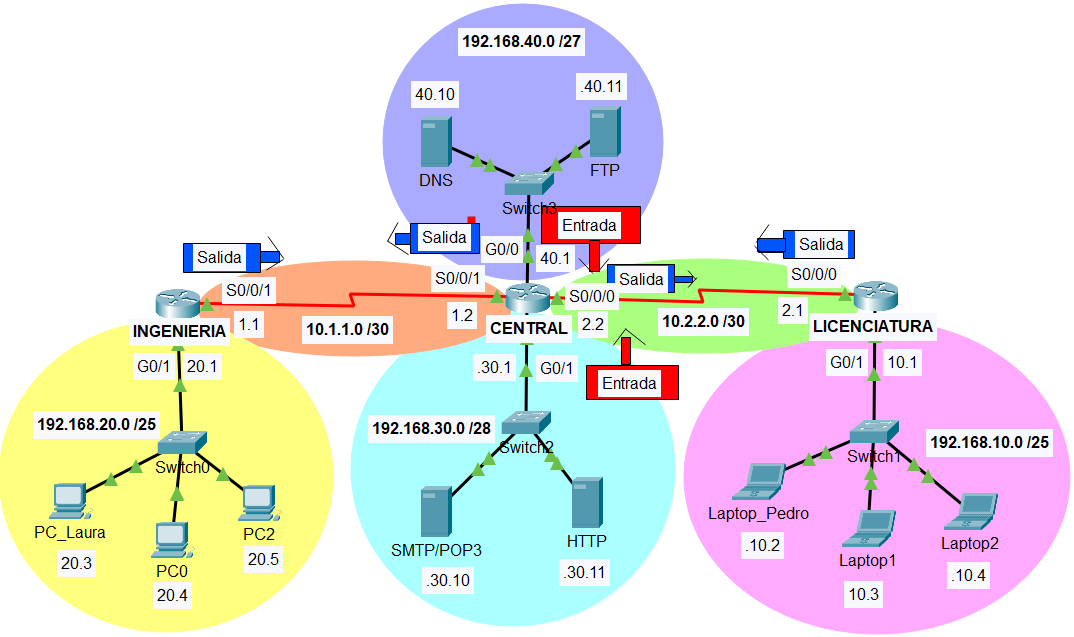 192.168.40.0 /27
40.10
.40.11
DNS
FTP
Switch3
Salida
Entrada
Salida
Salida
G0/0
40.1
Salida
S0/0/1
S0/0/1
S0/0/0
S0/0/0
1.1
10.1.1.0 /30
1.2
2.2
10.2.2.0 /30
2.1
INGENIERIA
CENTRAL
LICENCIATURA
G0/1
20.1
.30.1
G0/1
Entrada
G0/1
10.1
192.168.20.0 /25
192.168.30.0 /28
192.168.10.0 /25
Switch0
Switch2
Switch1
PC_Laura
20.3
PC0
20.4
PC2
20.5
SMTP/POP3
.30.10
HTTP
.30.11
Laptop_Pedro
.10.2
Laptop1
10.3
Laptop2
.10.4